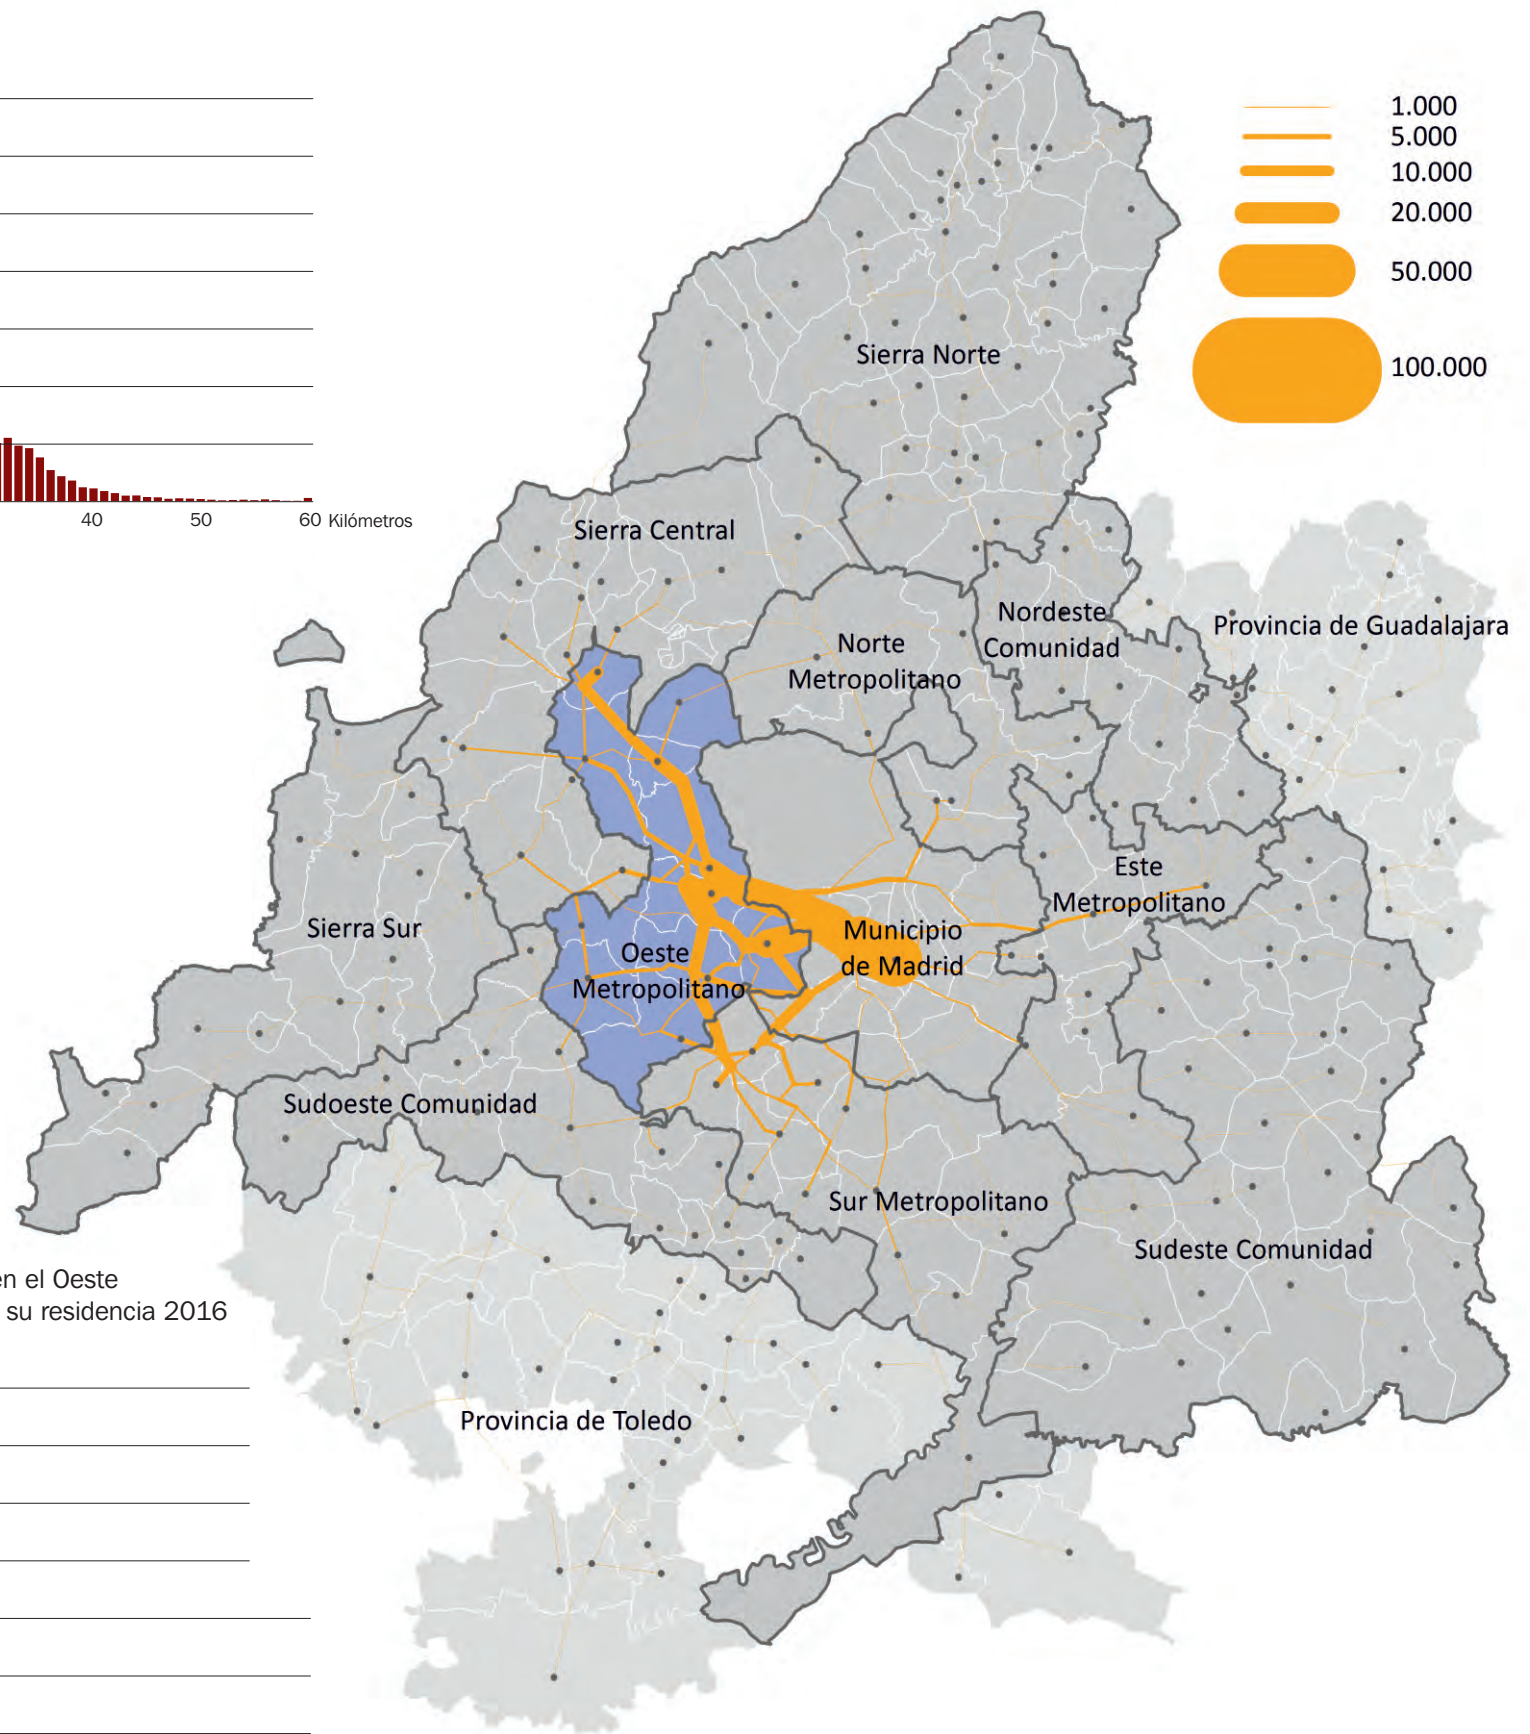 1.000
5.000
10.000
20.000
50.000
100.000
Sierra Norte
40
50
60 Kilómetros
Sierra Central
Nordeste
Comunidad
Provincia de Guadalajara
Norte
Metropolitano
Este
Metropolitano
Sierra Sur
Municipio
de Madrid
Oeste
Metropolitano
Sudoeste Comunidad
Sur Metropolitano
Sudeste Comunidad
en el Oeste
su residencia 2016
Provincia de Toledo